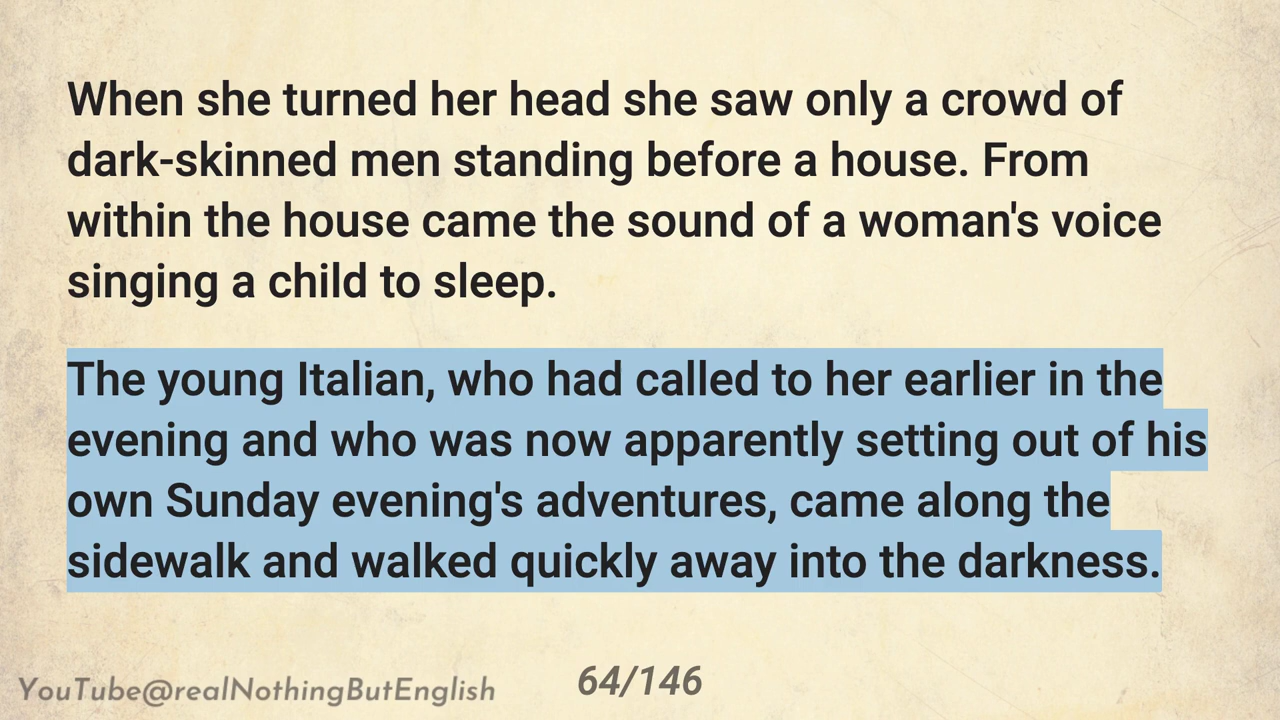 When she turned her head she saw only a crowd of
dark-skinned men standing before a house. From
within the house came the sound of a woman's voice
singing a child to sleep.
The young Italian, who had called to her earlier in the
evening and who was now apparently setting out of his
own Sunday evening's adventures, came along the
sidewalk and walked quickly away into the darkness.
YouTube@realNothingButEnglish
64/146